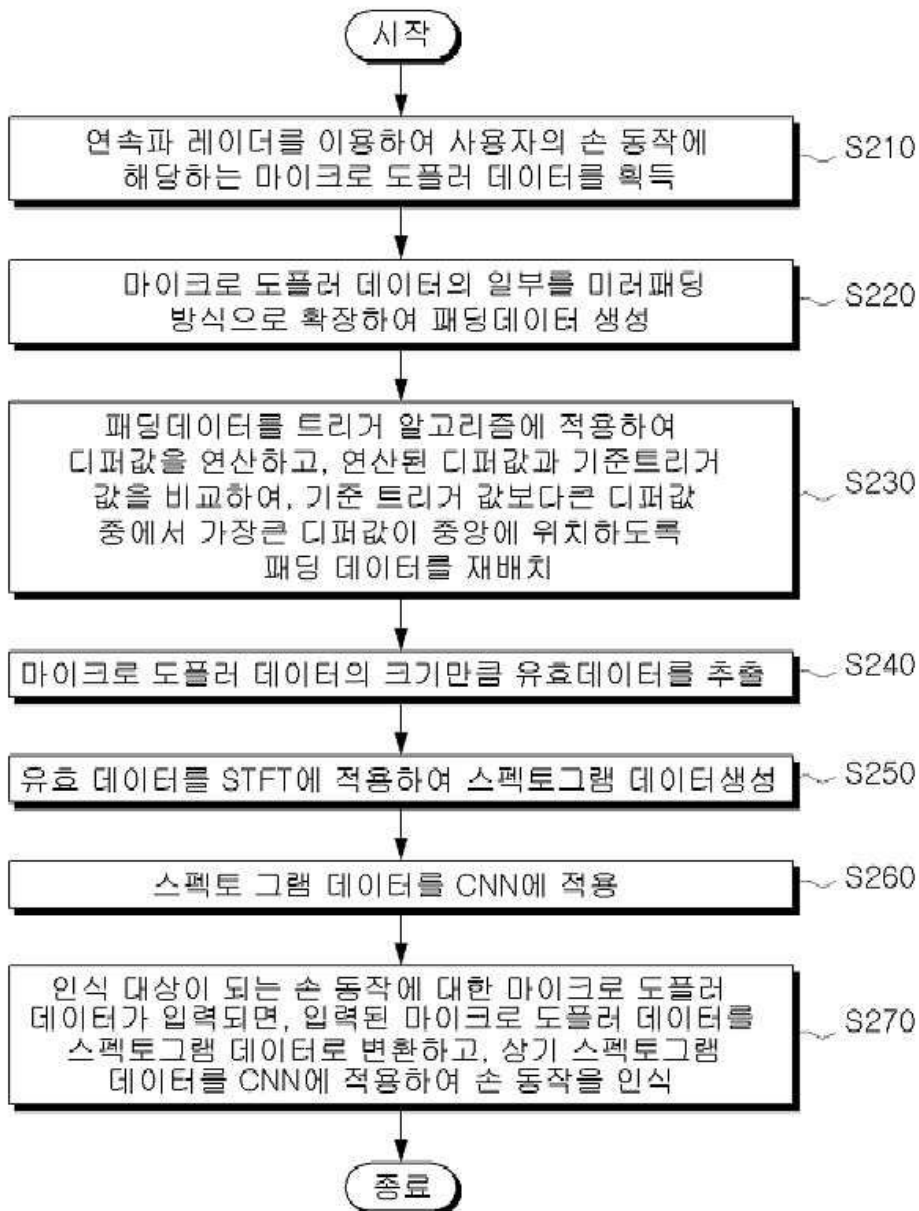 시작
연속파 레이더를 이용하여 사용자의 손 동작에
해당하는 마이크로 도플러 데이터를 획득
S210
마이크로 도플러 데이터의 일부를 미러패딩
방식으로 확장하여 패딩데이터 생성
S220
패딩데이터를 트리거 알고리즘에 적용하여
디퍼값을 연산하고, 연산된 디퍼값과 기준트리거
값을 비교하여, 기준 트리거 값보다큰 디퍼값
중에서 가장큰 디퍼값이 중앙에 위치하도록
패딩 데이터를 재배치
S230
마이크로 도플러 데이터의 크기만큼 유효데이터를 추출
S240
유효 데이터를 STFT에 적용하여 스펙토그램 데이터생성
S250
스펙토 그램 데이터를 CNN에 적용
S260
인식 대상이 되는 손 동작에 대한 마이크로 도플러
데이터가 입력되면, 입력된 마이크로 도플러 데이터를
스펙토그램 데이터로 변환하고, 상기 스펙토그램
데이터를 CNN에 적용하여 손 동작을 인식
S270
종료